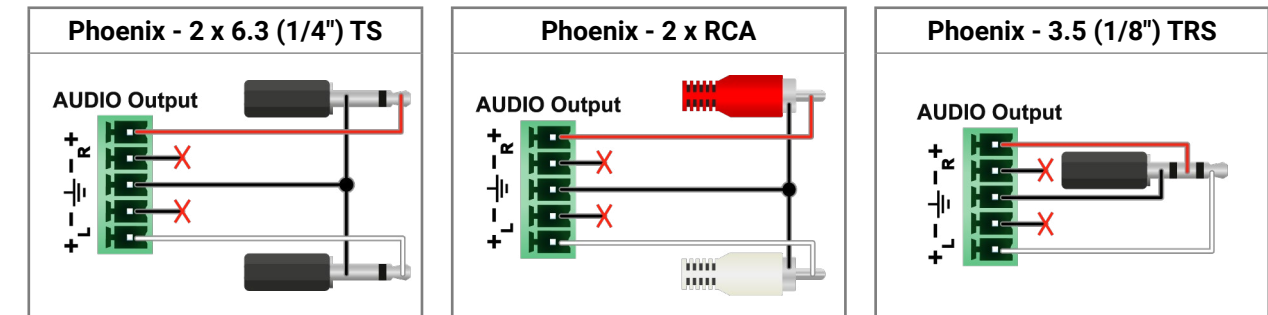 Phoenix - 2 x 6.3 (1/4") TS
AUDIO Output
+ R - ⏚ - L +
Phoenix - 2 x RCA
AUDIO Output
+ R - ⏚ - L +
Phoenix - 3.5 (1/8") TRS
AUDIO Output
+ R - ⏚ - L +